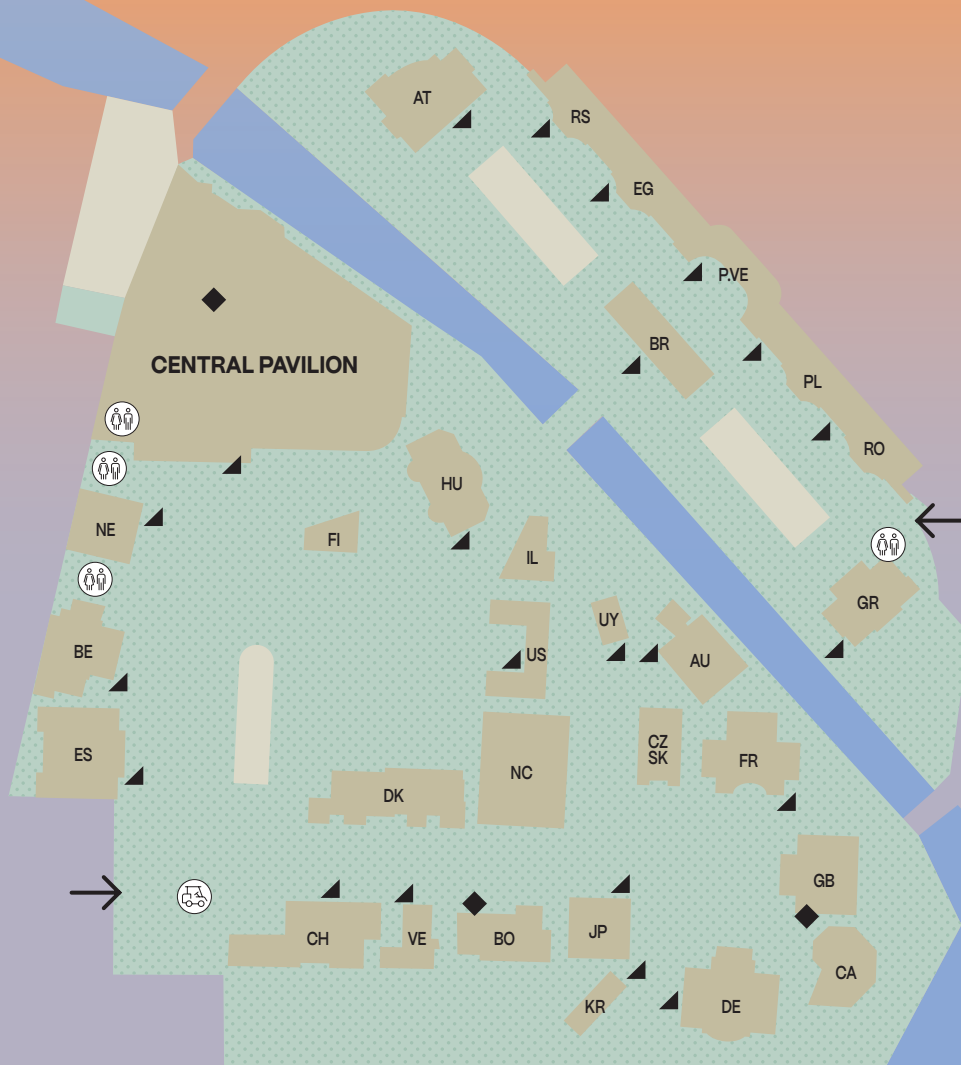 AT
RS
EG
P.VE
BR
CENTRAL PAVILION
PL
RO
HU
NE
FI
IL
GR
UY
BE
US
AU
ES
CZ
SK
FR
NC
DK
GB
CH
VE
BO
JP
CA
KR
DE